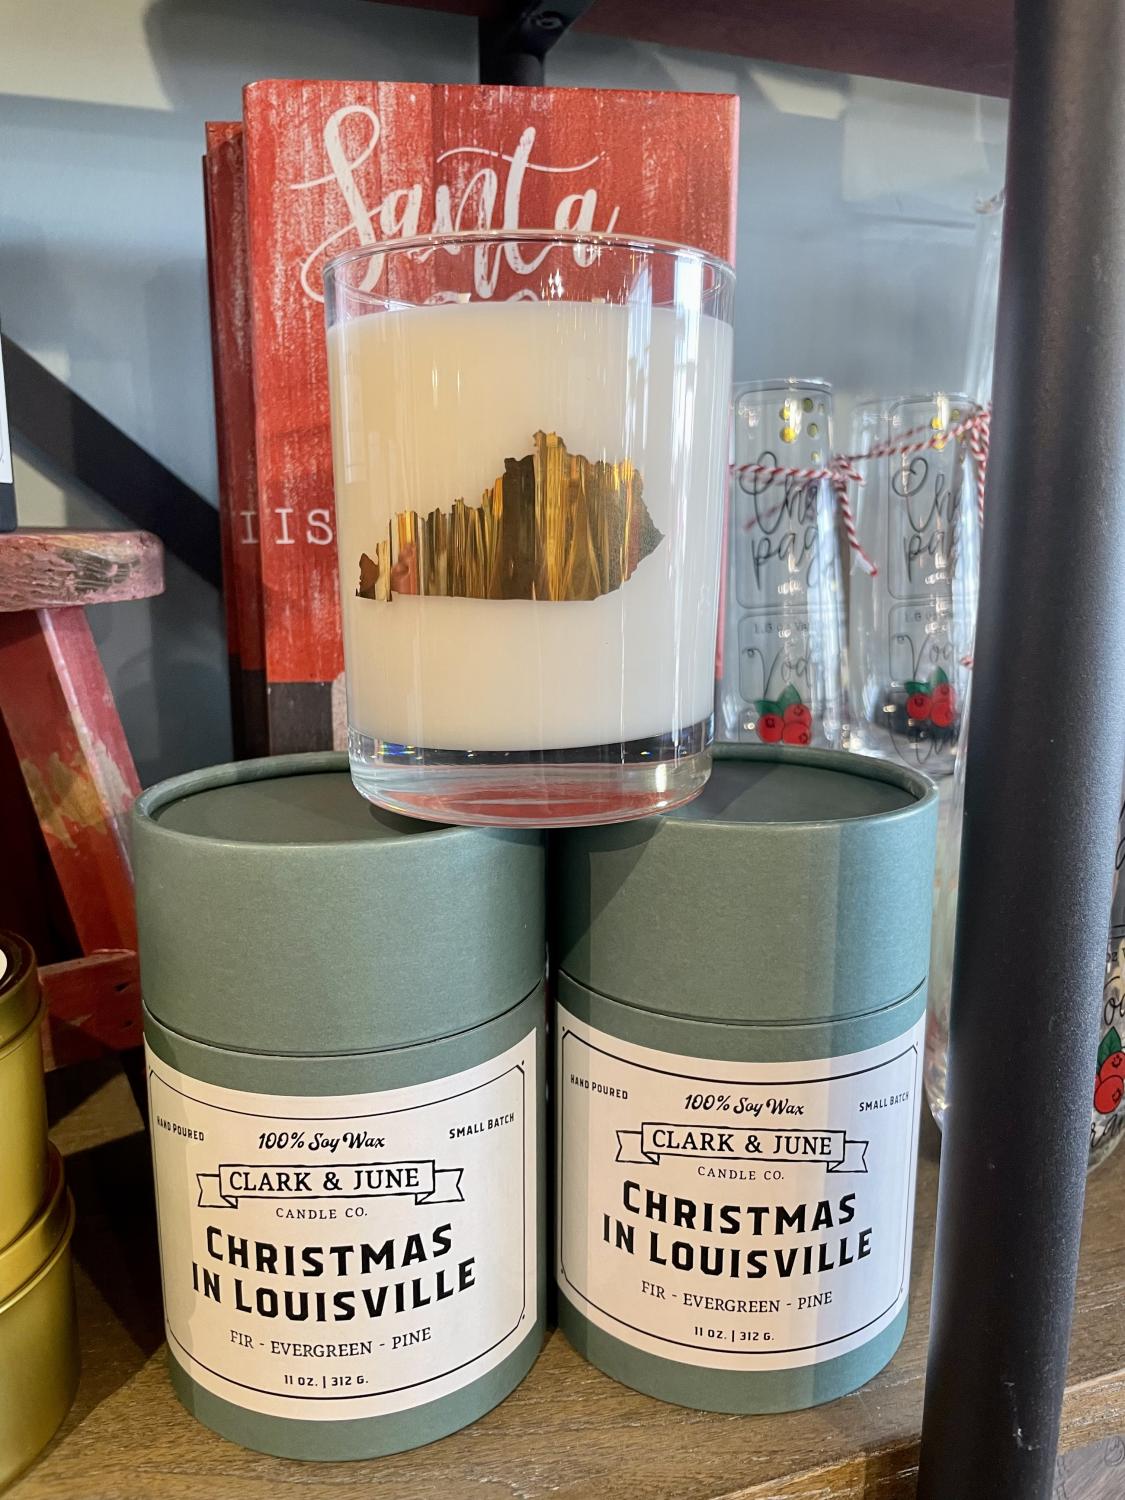 Santa
IIS
HAND POURED
100% Soy Wax
SMALL BATCH
CLARK & JUNE
CANDLE CO.
CHRISTMAS
IN LOUISVILLE
FIR - EVERGREEN - PINE
11 OZ. | 312 G.
HAND POURED
100% Soy Wax
SMALL BATCH
CLARK & JUNE
CANDLE CO.
CHRISTMAS
IN LOUISVILLE
FIR - EVERGREEN - PINE
11 OZ. | 312 G.